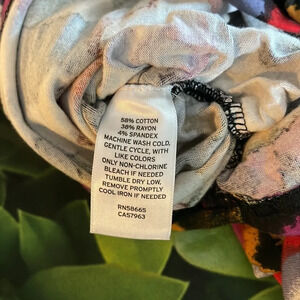 58% COTTON
38% RAYON
4% SPANDEX
MACHINE WASH COLD,
GENTLE CYCLE, WITH
LIKE COLORS
ONLY NON-CHLORINE
BLEACH IF NEEDED
TUMBLE DRY LOW,
REMOVE PROMPTLY
COOL IRON IF NEEDED
RN58665
CA57963